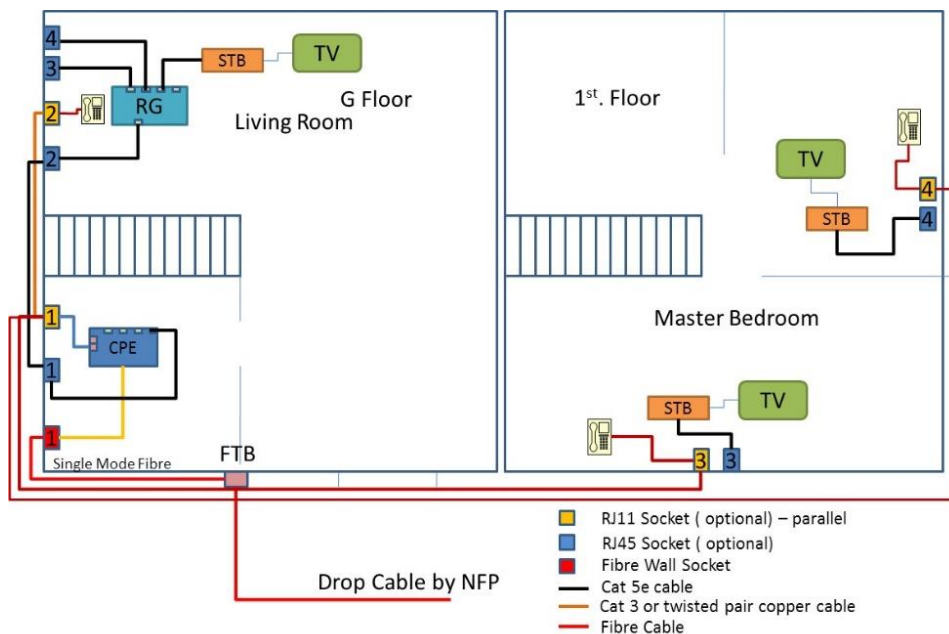 4
3
2
2
RG
STB
TV
G Floor
Living Room
1
CPE
1
1
Single Mode Fibre
FTB
Drop Cable by NFP
1st. Floor
TV
STB
4
4
Master Bedroom
STB
TV
3
3
RJ11 Socket ( optional) – parallel
RJ45 Socket ( optional)
Fibre Wall Socket
Cat 5e cable
Cat 3 or twisted pair copper cable
Fibre Cable